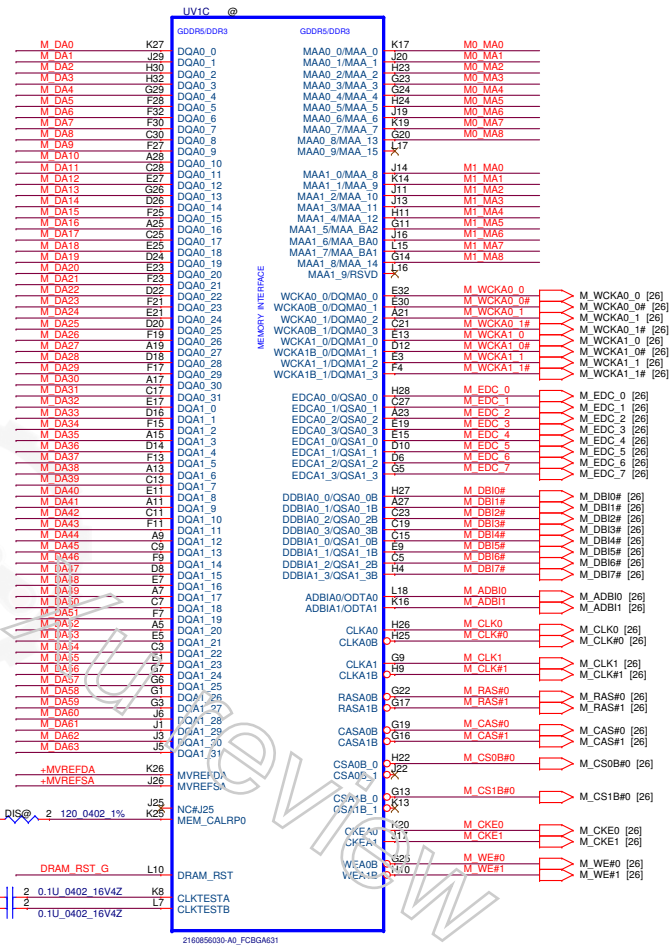 UV1C @
GDDR5/DDR3 GDDR5/DDR3
M_DA0 K27 DQA0_0
M_DA1 J29 DQA0_1
M_DA2 H30 DQA0_2
M_DA3 H32 DQA0_3
M_DA4 G29 DQA0_4
M_DA5 F28 DQA0_5
M_DA6 F32 DQA0_6
M_DA7 F30 DQA0_7
M_DA8 C30 DQA0_8
M_DA9 F27 DQA0_9
M_DA10 A28 DQA0_10
M_DA11 C28 DQA0_11
M_DA12 E27 DQA0_12
M_DA13 G26 DQA0_13
M_DA14 D26 DQA0_14
M_DA15 F25 DQA0_15
M_DA16 A25 DQA0_16
M_DA17 C25 DQA0_17
M_DA18 E25 DQA0_18
M_DA19 D24 DQA0_19
M_DA20 E23 DQA0_20
M_DA21 F23 DQA0_21
M_DA22 D22 DQA0_22
M_DA23 F21 DQA0_23
M_DA24 E21 DQA0_24
M_DA25 D20 DQA0_25
M_DA26 F19 DQA0_26
M_DA27 A19 DQA0_27
M_DA28 D18 DQA0_28
M_DA29 F17 DQA0_29
M_DA30 A17 DQA0_30
M_DA31 C17 DQA0_31
M_DA32 E17 DQA1_0
M_DA33 D16 DQA1_1
M_DA34 F15 DQA1_2
M_DA35 A15 DQA1_3
M_DA36 D14 DQA1_4
M_DA37 F13 DQA1_5
M_DA38 A13 DQA1_6
M_DA39 C13 DQA1_7
M_DA40 E11 DQA1_8
M_DA41 A11 DQA1_9
M_DA42 C11 DQA1_10
M_DA43 F11 DQA1_11
M_DA44 A9 DQA1_12
M_DA45 C9 DQA1_13
M_DA46 F9 DQA1_14
M_DA47 D8 DQA1_15
M_DA48 E7 DQA1_16
M_DA49 A7 DQA1_17
M_DA50 C7 DQA1_18
M_DA51 F7 DQA1_19
M_DA52 A5 DQA1_20
M_DA53 E5 DQA1_21
M_DA54 C3 DQA1_22
M_DA55 E1 DQA1_23
M_DA56 G7 DQA1_24
M_DA57 G6 DQA1_25
M_DA58 G1 DQA1_26
M_DA59 G3 DQA1_27
M_DA60 J6 DQA1_28
M_DA61 J1 DQA1_29
M_DA62 J3 DQA1_30
M_DA63 J5 DQA1_31
+MVREFDA K26 MVREFDA
+MVREFSA J26 MVREFSA
J25 NC#J25
DIS@ 2 120_0402_1% K25 MEM_CALRP0
DRAM_RST_G L10 DRAM_RST
2 0.1U_0402_16V4Z K8 CLKTESTA
2 0.1U_0402_16V4Z L7 CLKTESTB
MEMORY INTERFACE
MAA0_0/MAA_0 K17 M0_MA0
MAA0_1/MAA_1 J20 M0_MA1
MAA0_2/MAA_2 H23 M0_MA2
MAA0_3/MAA_3 G23 M0_MA3
MAA0_4/MAA_4 G24 M0_MA4
MAA0_5/MAA_5 H24 M0_MA5
MAA0_6/MAA_6 J19 M0_MA6
MAA0_7/MAA_7 K19 M0_MA7
MAA0_8/MAA_13 G20 M0_MA8
MAA0_9/MAA_15 L17
MAA1_0/MAA_8 J14 M1_MA0
MAA1_1/MAA_9 K14 M1_MA1
MAA1_2/MAA_10 J11 M1_MA2
MAA1_3/MAA_11 J13 M1_MA3
MAA1_4/MAA_12 H11 M1_MA4
MAA1_5/MAA_BA2 G11 M1_MA5
MAA1_6/MAA_BA0 J16 M1_MA6
MAA1_7/MAA_BA1 L15 M1_MA7
MAA1_8/MAA_14 G14 M1_MA8
MAA1_9/RSVD L16
WCKA0_0/DQMA0_0 E32 M_WCKA0_0 M_WCKA0_0 [26]
WCKA0B_0/DQMA0_1 E30 M_WCKA0_0# M_WCKA0_0# [26]
WCKA0_1/DQMA0_2 A21 M_WCKA0_1 M_WCKA0_1 [26]
WCKA0B_1/DQMA0_3 C21 M_WCKA0_1# M_WCKA0_1# [26]
WCKA1_0/DQMA1_0 E13 M_WCKA1_0 M_WCKA1_0 [26]
WCKA1B_0/DQMA1_1 D12 M_WCKA1_0# M_WCKA1_0# [26]
WCKA1_1/DQMA1_2 E3 M_WCKA1_1 M_WCKA1_1 [26]
WCKA1B_1/DQMA1_3 F4 M_WCKA1_1# M_WCKA1_1# [26]
EDCA0_0/QSA0_0 H28 M_EDC_0 M_EDC_0 [26]
EDCA0_1/QSA0_1 C27 M_EDC_1 M_EDC_1 [26]
EDCA0_2/QSA0_2 A23 M_EDC_2 M_EDC_2 [26]
EDCA0_3/QSA0_3 E19 M_EDC_3 M_EDC_3 [26]
EDCA1_0/QSA1_0 E15 M_EDC_4 M_EDC_4 [26]
EDCA1_1/QSA1_1 D10 M_EDC_5 M_EDC_5 [26]
EDCA1_2/QSA1_2 D6 M_EDC_6 M_EDC_6 [26]
EDCA1_3/QSA1_3 G5 M_EDC_7 M_EDC_7 [26]
DDBIA0_0/QSA0_0B H27 M_DBI0# M_DBI0# [26]
DDBIA0_1/QSA0_1B A27 M_DBI1# M_DBI1# [26]
DDBIA0_2/QSA0_2B C23 M_DBI2# M_DBI2# [26]
DDBIA0_3/QSA0_3B C19 M_DBI3# M_DBI3# [26]
DDBIA1_0/QSA1_0B C15 M_DBI4# M_DBI4# [26]
DDBIA1_1/QSA1_1B E9 M_DBI5# M_DBI5# [26]
DDBIA1_2/QSA1_2B C5 M_DBI6# M_DBI6# [26]
DDBIA1_3/QSA1_3B H4 M_DBI7# M_DBI7# [26]
ADBIA0/ODTA0 L18 M_ADBI0 M_ADBI0 [26]
ADBIA1/ODTA1 K16 M_ADBI1 M_ADBI1 [26]
CLKA0 H26 M_CLK0 M_CLK0 [26]
CLKA0B H25 M_CLK#0 M_CLK#0 [26]
CLKA1 G9 M_CLK1 M_CLK1 [26]
CLKA1B H9 M_CLK#1 M_CLK#1 [26]
RASA0B G22 M_RAS#0 M_RAS#0 [26]
RASA1B G17 M_RAS#1 M_RAS#1 [26]
CASA0B G19 M_CAS#0 M_CAS#0 [26]
CASA1B G16 M_CAS#1 M_CAS#1 [26]
CSA0B_0 H22 M_CS0B#0 M_CS0B#0 [26]
CSA0B_1 J22
CSA1B_0 G13 M_CS1B#0 M_CS1B#0 [26]
CSA1B_1 K13
CKEA0 K20 M_CKE0 M_CKE0 [26]
CKEA1 J17 M_CKE1 M_CKE1 [26]
WEA0B G25 M_WE#0 M_WE#0 [26]
WEA1B H10 M_WE#1 M_WE#1 [26]
2160856030-A0_FCBGA631
review